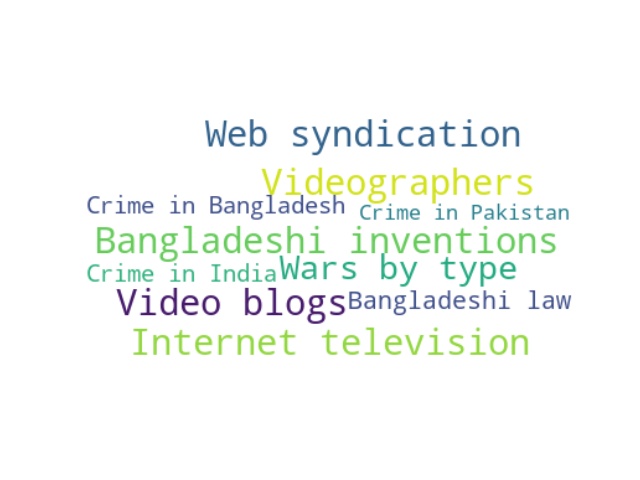 Web syndication
Videographers
Crime in Bangladesh
Crime in Pakistan
Bangladeshi inventions
Crime in India
Wars by type
Video blogs
Bangladeshi law
Internet television